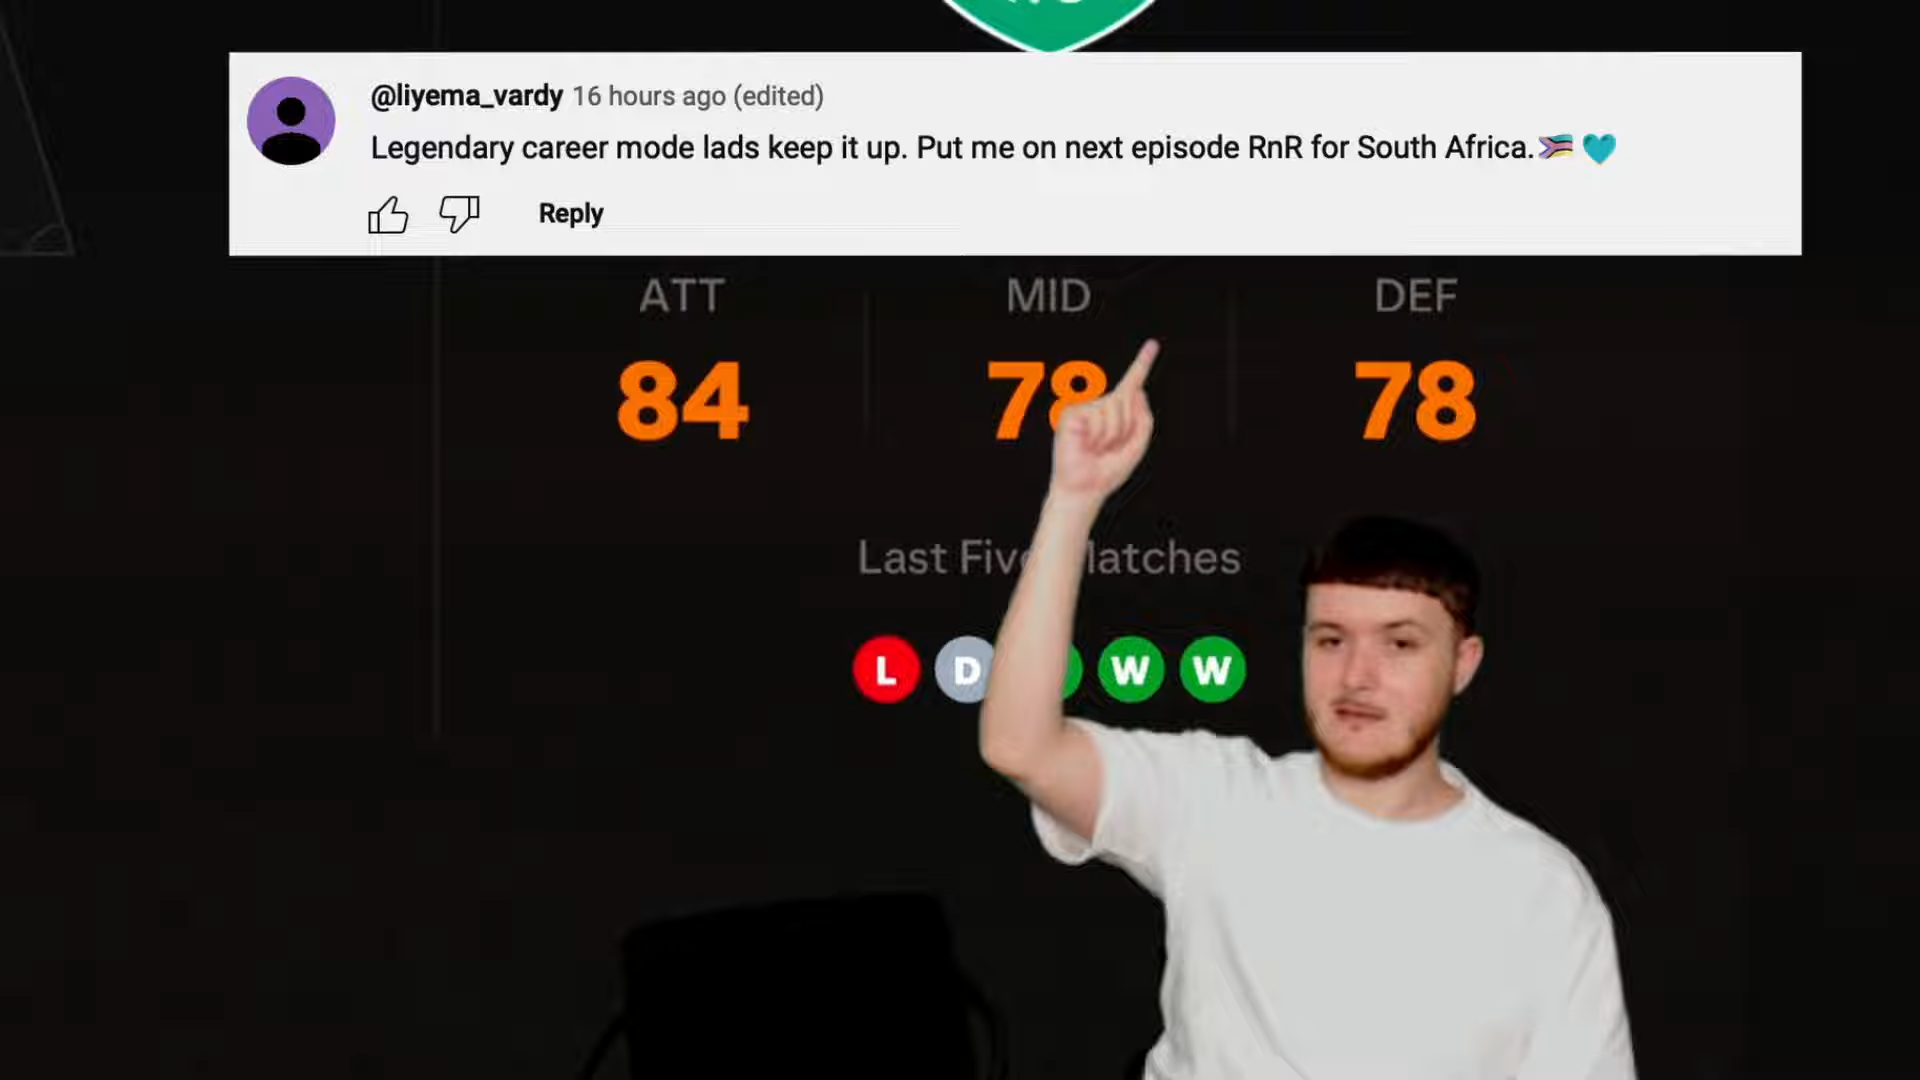 @liyema_vardy 16 hours ago (edited)
Legendary career mode lads keep it up. Put me on next episode RnR for South Africa.
Reply
ATT MID DEF
84 78 78
Last Five Matches
L D W W